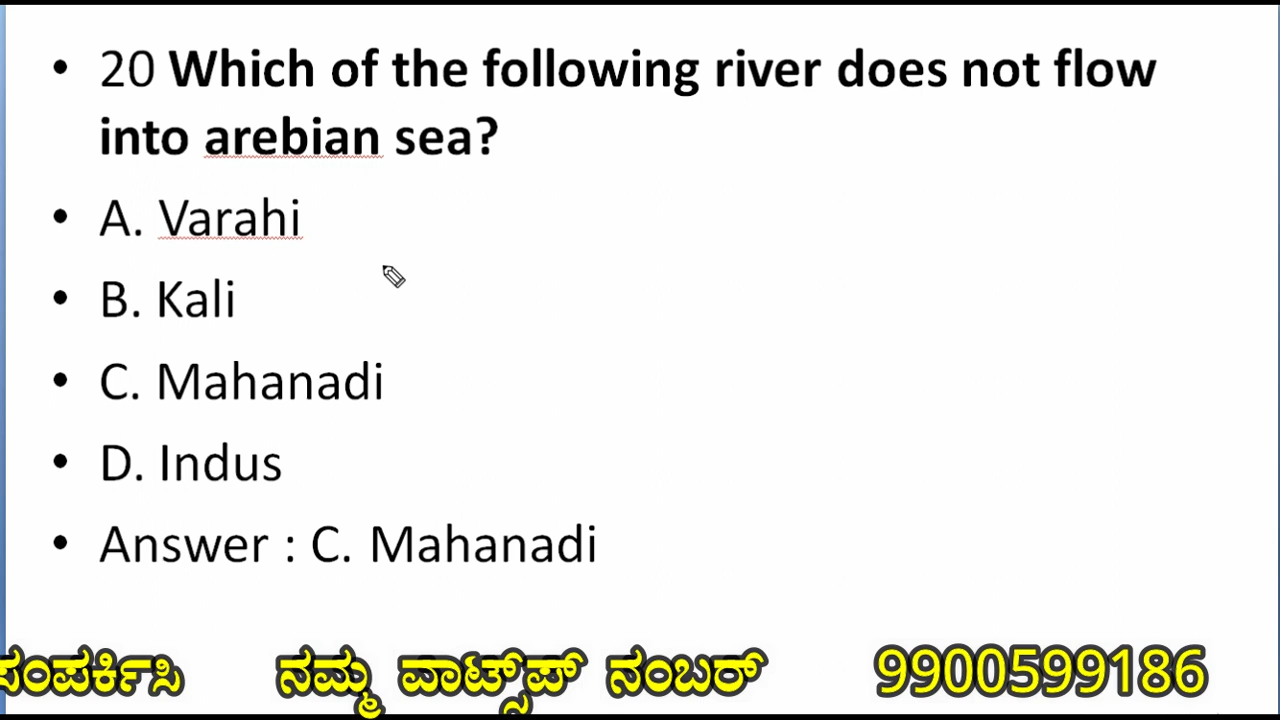 • 20 Which of the following river does not flow
into arebian sea?
• A. Varahi
• B. Kali
• C. Mahanadi
• D. Indus
• Answer : C. Mahanadi
ಸಂಪರ್ಕಿಸಿ ನಮ್ಮ ವಾಟ್ಸ್‌ಪ್ ನಂಬರ್ 9900599186